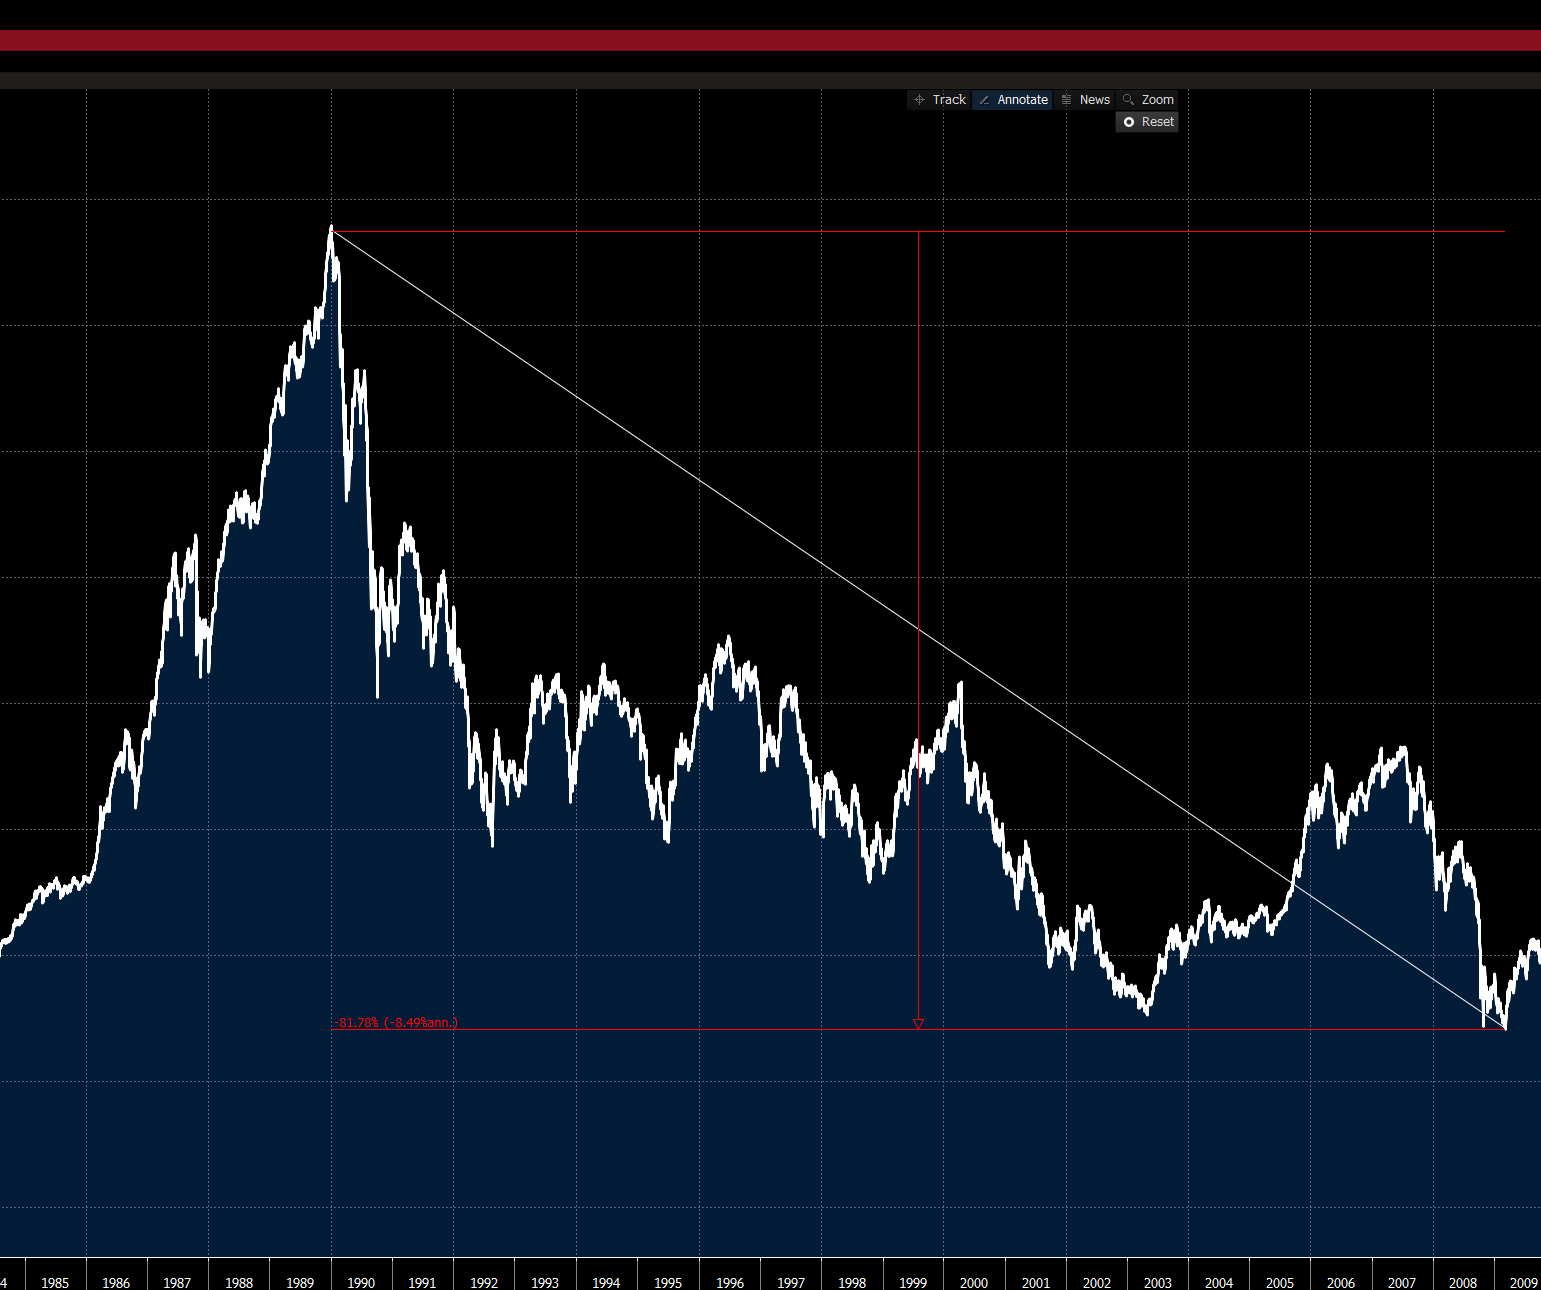 Track Annotate News Zoom
Reset
-81.78% (-8.49%ann.)
4 1985 1986 1987 1988 1989 1990 1991 1992 1993 1994 1995 1996 1997 1998 1999 2000 2001 2002 2003 2004 2005 2006 2007 2008 2009